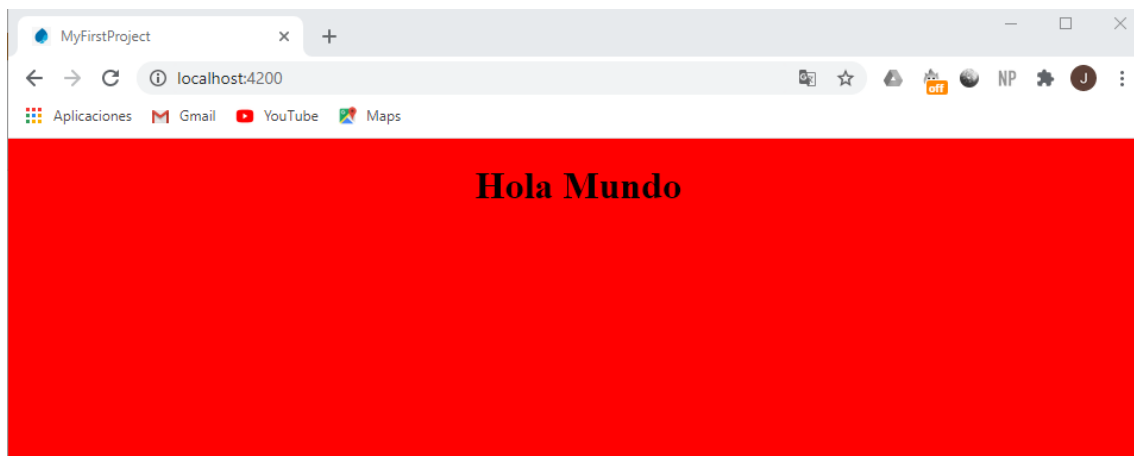 MyFirstProject
localhost:4200
off
NP
J
Aplicaciones Gmail YouTube Maps
Hola Mundo